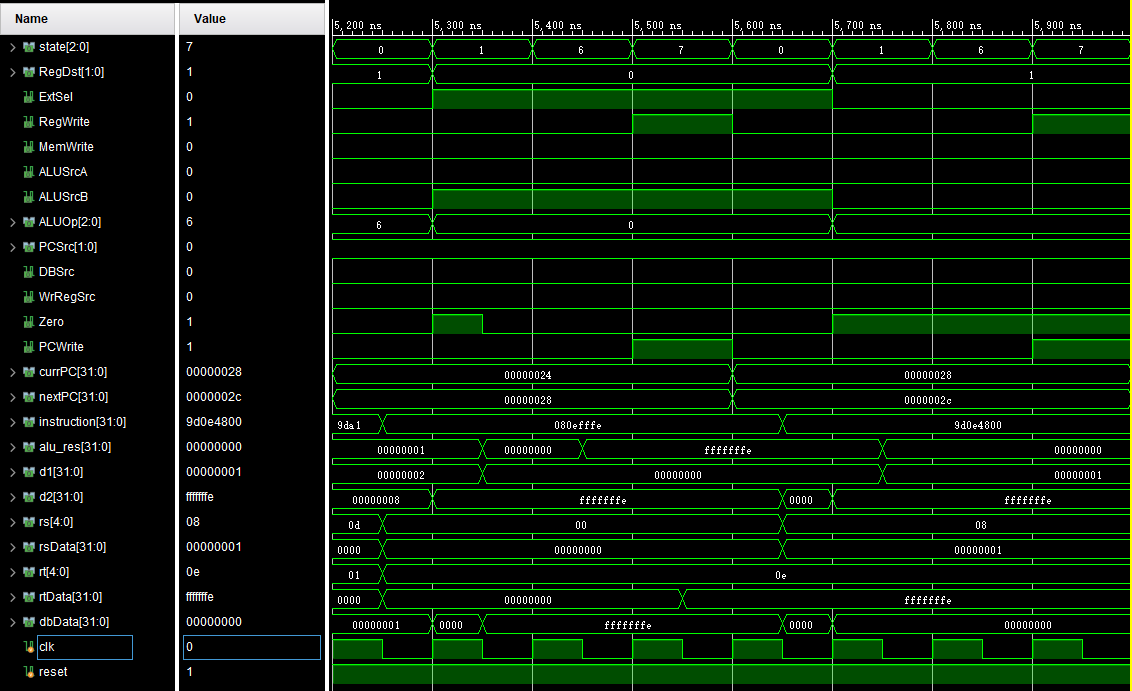 Name Value 5,200 ns 5,300 ns 5,400 ns 5,500 ns 5,600 ns 5,700 ns 5,800 ns 5,900 ns
state[2:0] 7 0 1 6 7 0 1 6 7
RegDst[1:0] 1 1 0 1
ExtSel 0
RegWrite 1
MemWrite 0
ALUSrcA 0
ALUSrcB 0
ALUOp[2:0] 6 6 0
PCSrc[1:0] 0
DBSrc 0
WrRegSrc 0
Zero 1
PCWrite 1
currPC[31:0] 00000028 00000024 00000028
nextPC[31:0] 0000002c 00000028 0000002c
instruction[31:0] 9d0e4800 9da1 080efffe 9d0e4800
alu_res[31:0] 00000000 00000001 00000000 fffffffe 00000000
d1[31:0] 00000001 00000002 00000000 00000001
d2[31:0] fffffffe 00000008 fffffffe 0000 fffffffe
rs[4:0] 08 0d 00 08
rsData[31:0] 00000001 0000 00000000 00000001
rt[4:0] 0e 01 0e
rtData[31:0] fffffffe 0000 00000000 fffffffe
dbData[31:0] 00000000 00000001 0000 fffffffe 0000 00000000
clk 0
reset 1